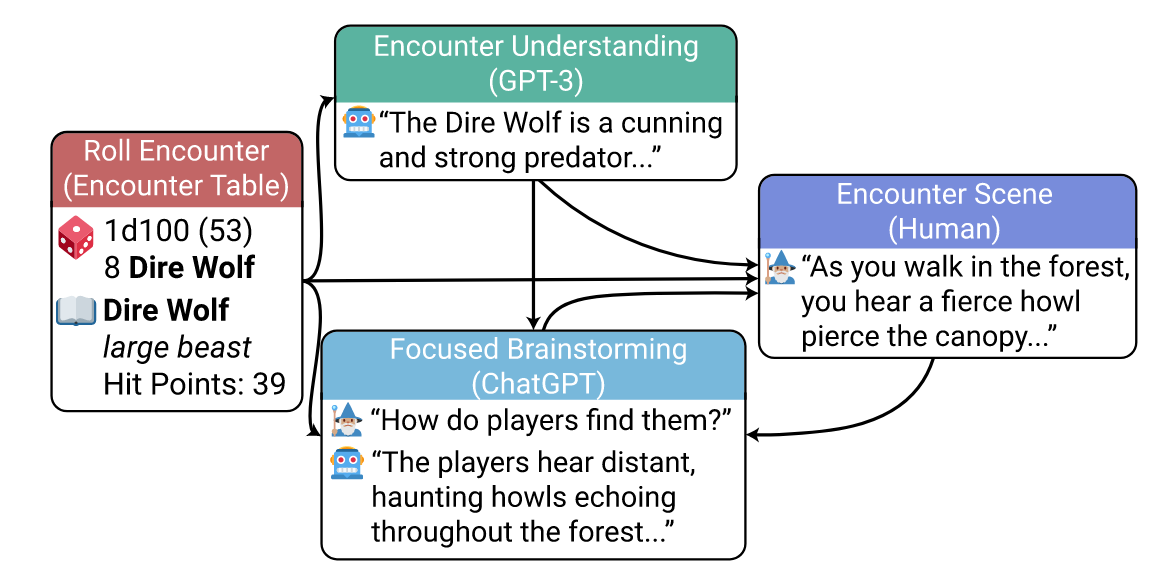 Roll Encounter
(Encounter Table)
1d100 (53)
8 Dire Wolf
Dire Wolf
large beast
Hit Points: 39
Encounter Understanding
(GPT-3)
“The Dire Wolf is a cunning
and strong predator...”
Focused Brainstorming
(ChatGPT)
“How do players find them?”
“The players hear distant,
haunting howls echoing
throughout the forest...”
Encounter Scene
(Human)
“As you walk in the forest,
you hear a fierce howl
pierce the canopy...”